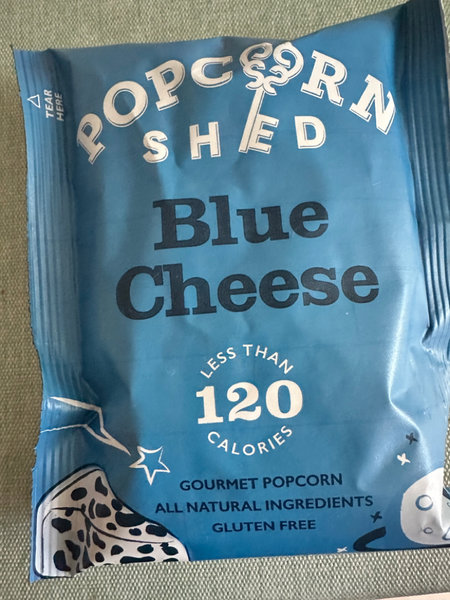 TEAR
HERE
POPCORN
SHED
Blue
Cheese
LESS THAN
120
CALORIES
GOURMET POPCORN
ALL NATURAL INGREDIENTS
GLUTEN FREE